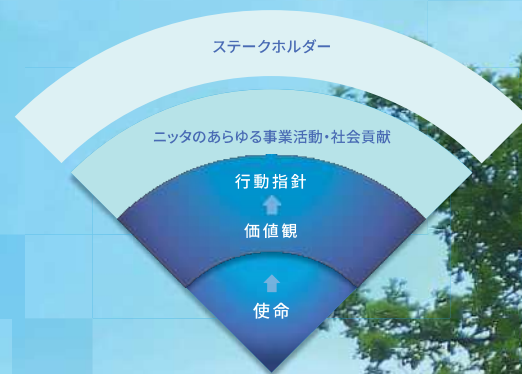 ステークホルダー
ニッタのあらゆる事業活動・社会貢献
行動指針
価値観
使命